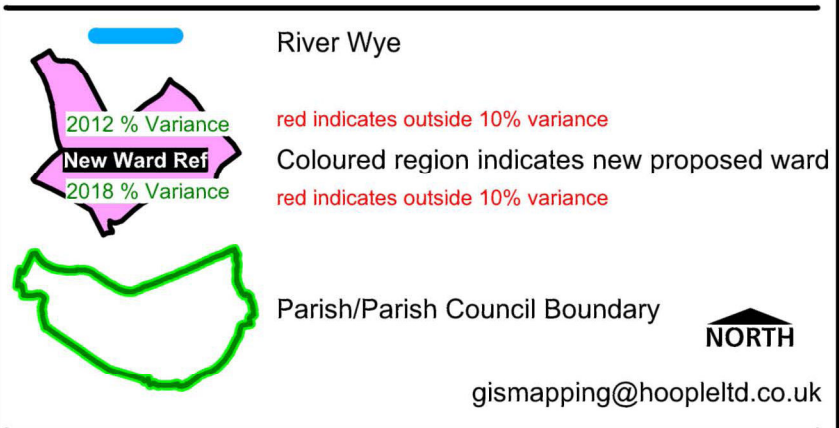 River Wye
2012 % Variance
red indicates outside 10% variance
New Ward Ref
Coloured region indicates new proposed ward
2018 % Variance
red indicates outside 10% variance
Parish/Parish Council Boundary
NORTH
gismapping@hoopleltd.co.uk